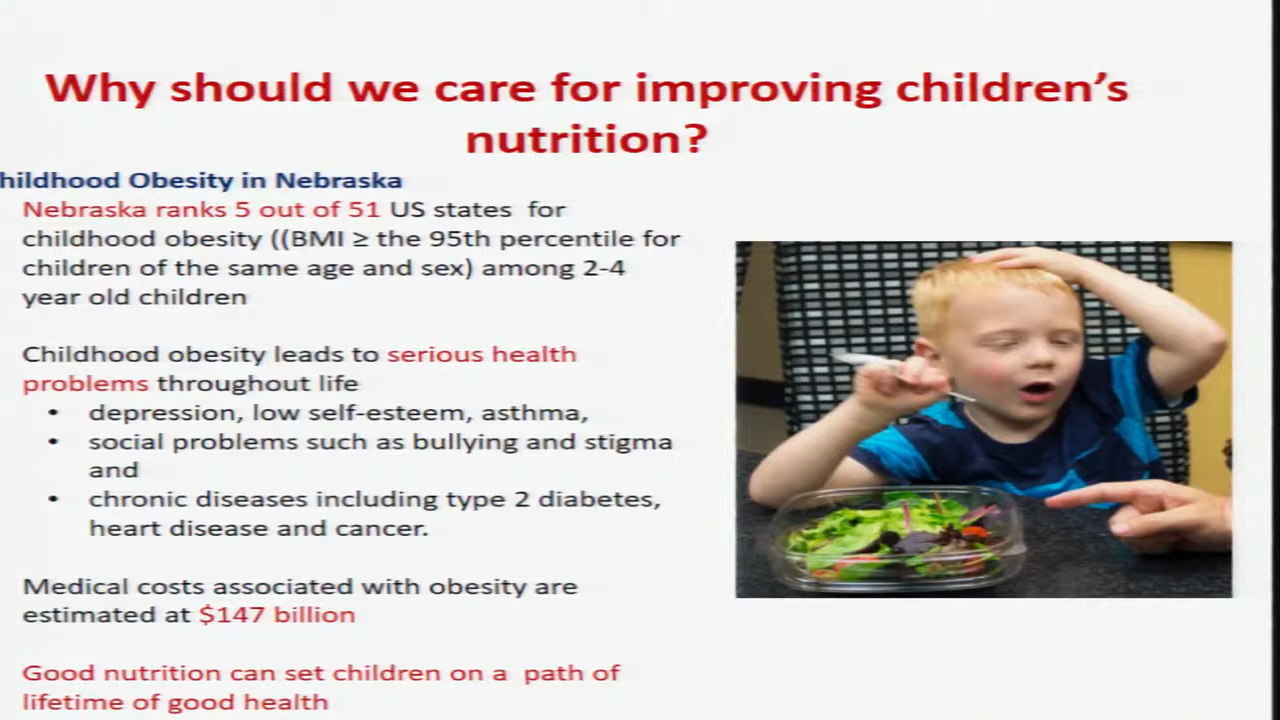 Why should we care for improving children's
nutrition?
hildhood Obesity in Nebraska
Nebraska ranks 5 out of 51 US states for
childhood obesity ((BMI ≥ the 95th percentile for
children of the same age and sex) among 2-4
year old children
Childhood obesity leads to serious health
problems throughout life
• depression, low self-esteem, asthma,
• social problems such as bullying and stigma
and
• chronic diseases including type 2 diabetes,
heart disease and cancer.
Medical costs associated with obesity are
estimated at $147 billion
Good nutrition can set children on a path of
lifetime of good health